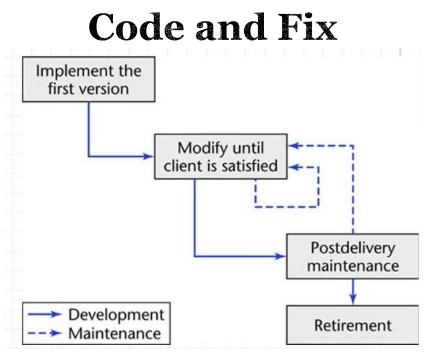 Code and Fix
Implement the
first version
Modify until
client is satisfied
Postdelivery
maintenance
Development
Maintenance
Retirement